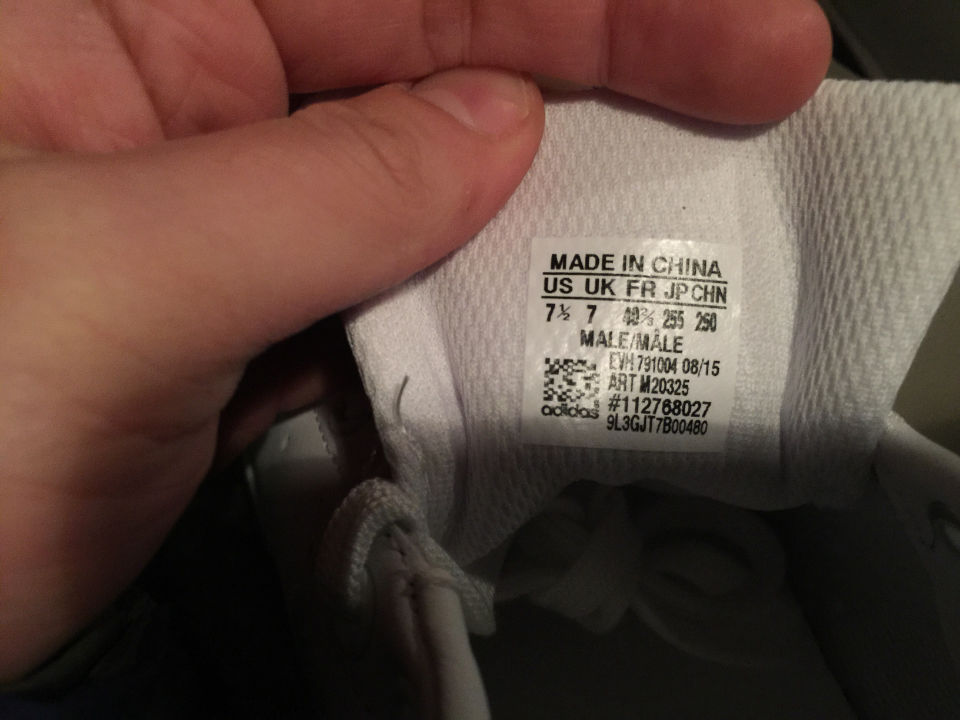 MADE IN CHINA
US UK FR JP CHN
7½ 7 40⅔ 255 250
MALE/MÂLE
EVH 791004 08/15
ART M20325
#112768027
adidas
9L3GJT7B00480